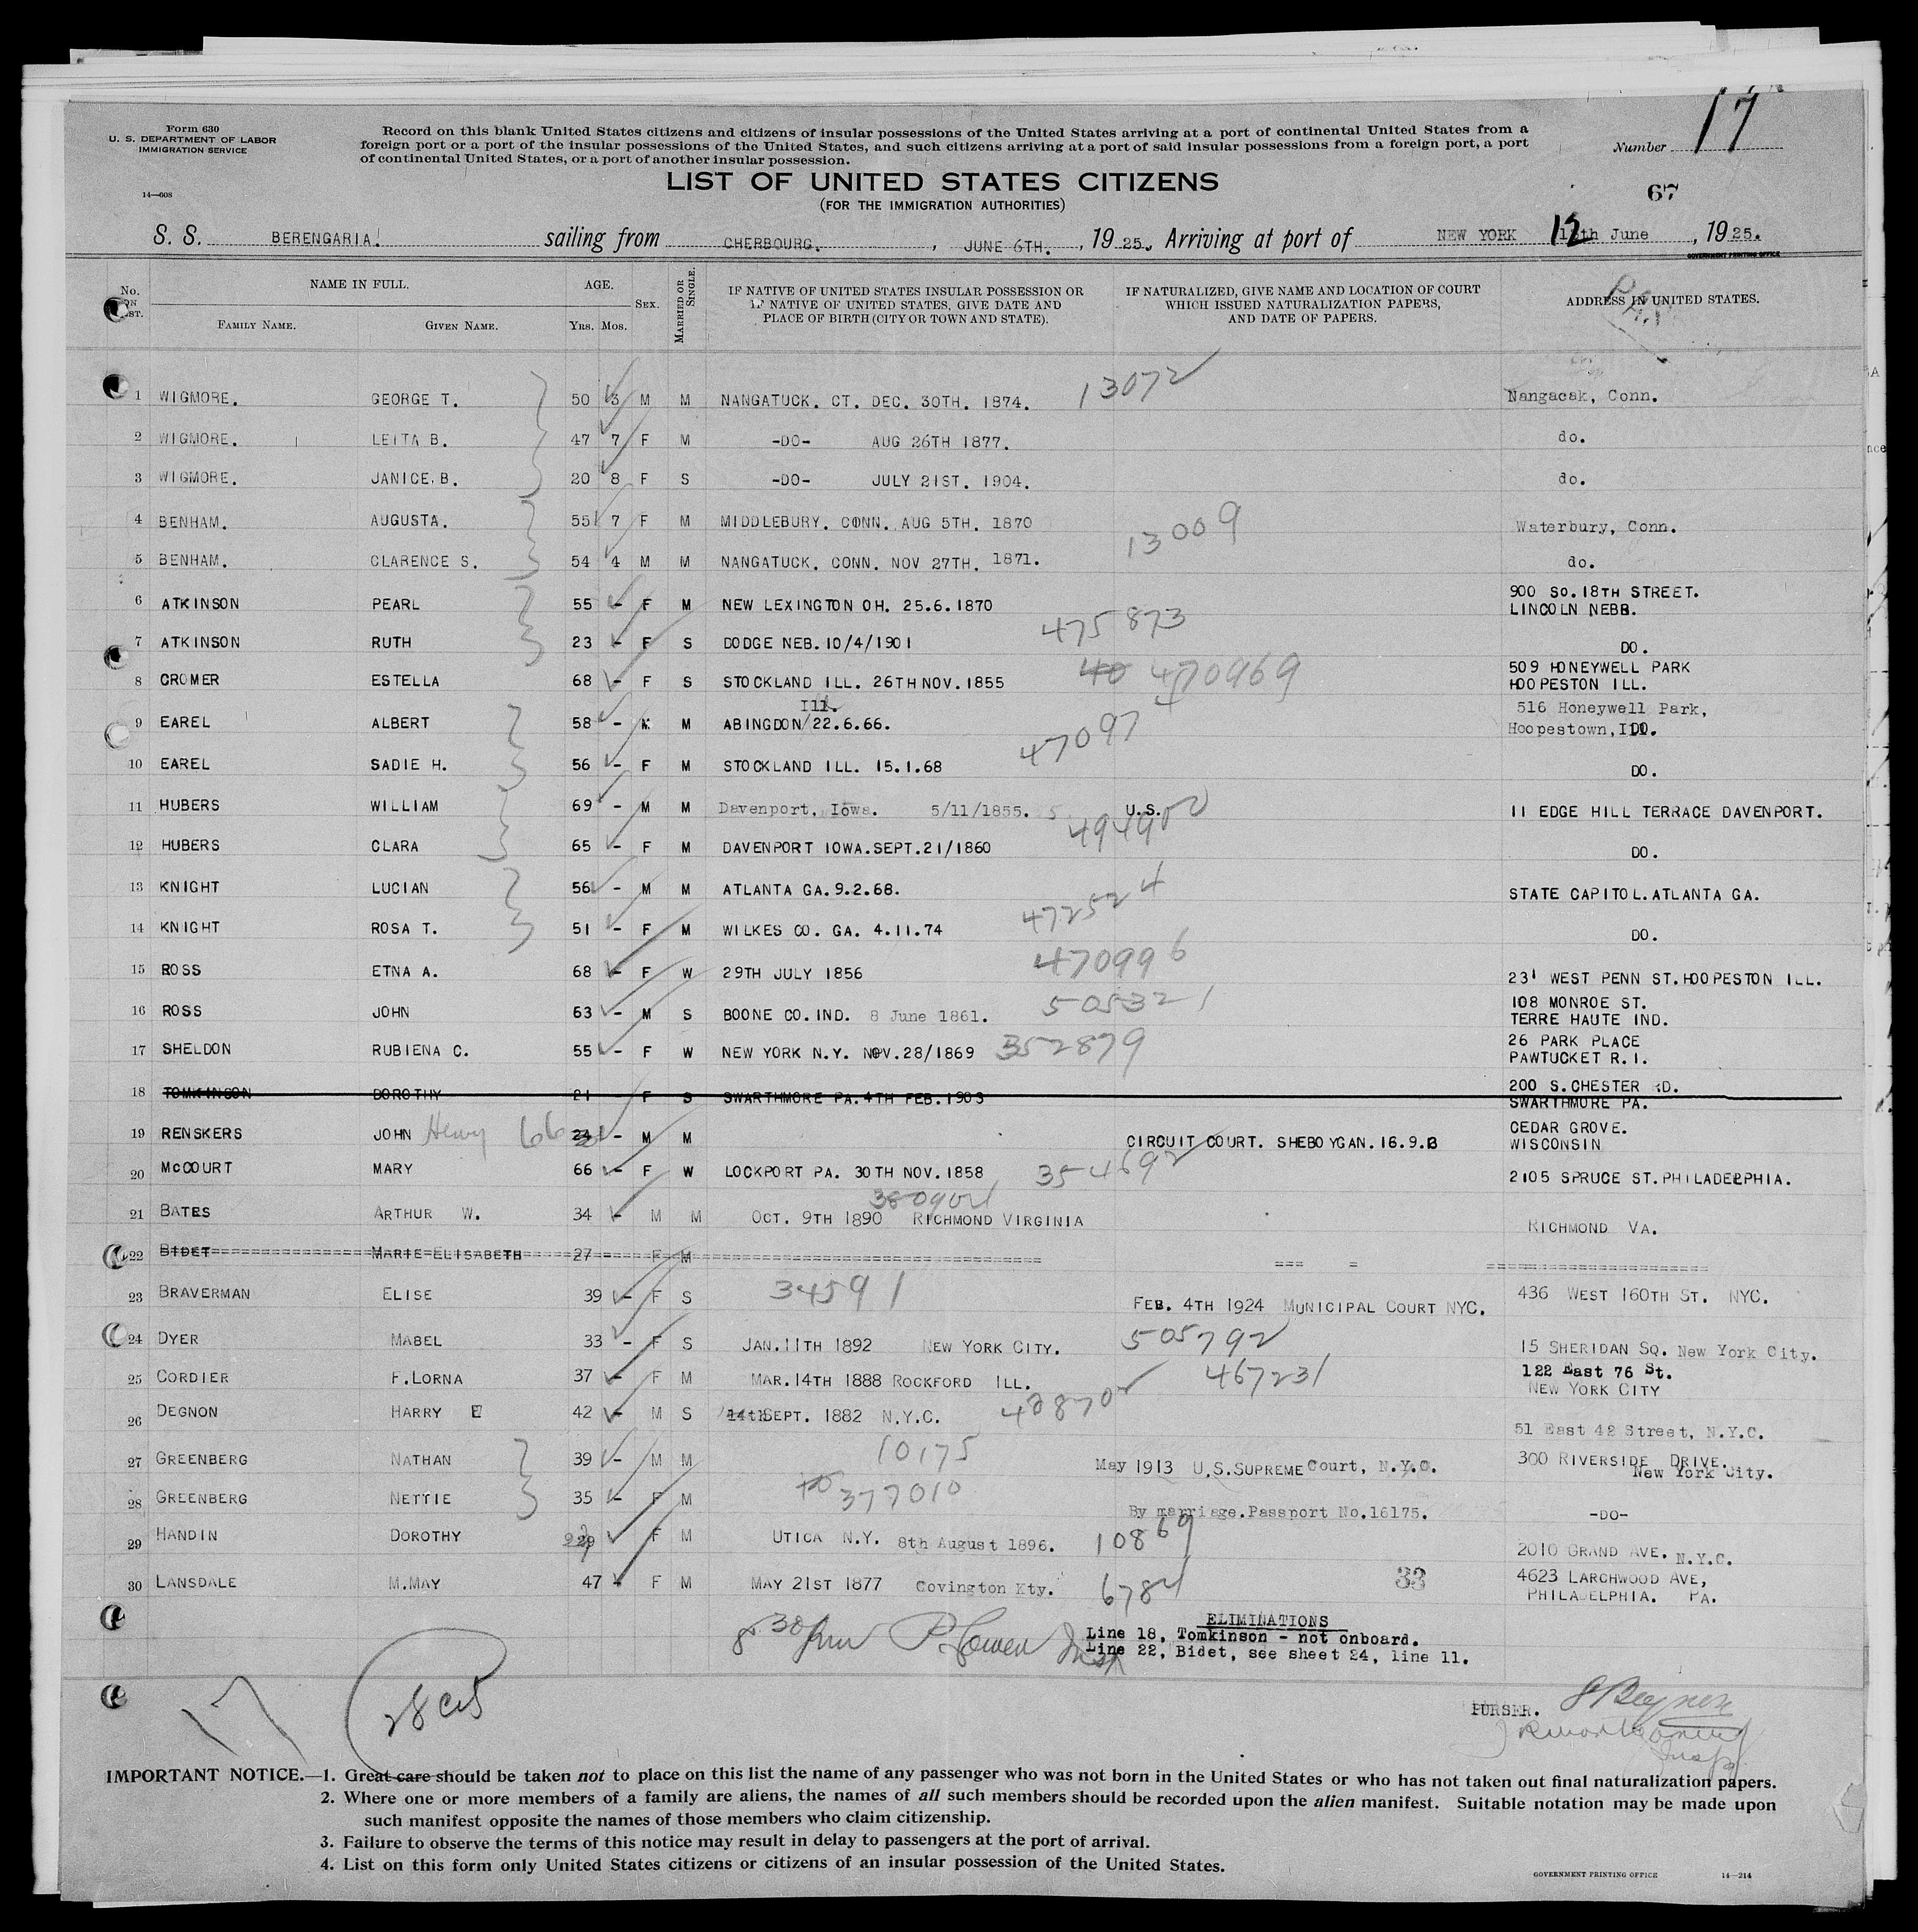 Form 630
U. S. DEPARTMENT OF LABOR
IMMIGRATION SERVICE
14—608
Record on this blank United States citizens and citizens of insular possessions of the United States arriving at a port of continental United States from a
foreign port or a port of the insular possessions of the United States, and such citizens arriving at a port of said insular possessions from a foreign port, a port
of continental United States, or a port of another insular possession.
Number 17
LIST OF UNITED STATES CITIZENS
(FOR THE IMMIGRATION AUTHORITIES)
67
S. S. BERENGARIA. sailing from CHERBOURG. , JUNE 6TH. , 1925. Arriving at port of NEW YORK 12th June , 1925.
GOVERNMENT PRINTING OFFICE
No. ON LIST. NAME IN FULL. FAMILY NAME. GIVEN NAME. AGE. YRS. MOS. SEX. MARRIED OR SINGLE.
IF NATIVE OF UNITED STATES INSULAR POSSESSION OR
IF NATIVE OF UNITED STATES, GIVE DATE AND
PLACE OF BIRTH (CITY OR TOWN AND STATE).
IF NATURALIZED, GIVE NAME AND LOCATION OF COURT
WHICH ISSUED NATURALIZATION PAPERS,
AND DATE OF PAPERS.
ADDRESS IN UNITED STATES.
1 WIGMORE. GEORGE T. 50 3 M M NANGATUCK. CT. DEC. 30TH. 1874. 13072 Nangacak, Conn.
2 WIGMORE. LEITA B. 47 7 F M -DO- AUG 26TH 1877. do.
3 WIGMORE. JANICE.B. 20 8 F S -DO- JULY 21ST. 1904. do.
4 BENHAM. AUGUSTA. 55 7 F M MIDDLEBURY. CONN. AUG 5TH. 1870 13009 Waterbury, Conn.
5 BENHAM. CLARENCE S. 54 4 M M NANGATUCK. CONN. NOV 27TH. 1871. do.
6 ATKINSON PEARL 55 - F M NEW LEXINGTON OH. 25.6.1870 900 SO.18TH STREET.
LINCOLN NEBB.
7 ATKINSON RUTH 23 - F S DODGE NEB.10/4/1901 475873 DO.
8 CROMER ESTELLA 68 - F S STOCKLAND ILL. 26TH NOV.1855 40 470969 509 HONEYWELL PARK
HOOPESTON ILL.
9 EAREL ALBERT 58 - M M ABINGDON/22.6.66. Ill. 516 Honeywell Park,
Hoopestown,Ill. DO.
10 EAREL SADIE H. 56 - F M STOCKLAND ILL. 15.1.68 470974 DO.
11 HUBERS WILLIAM 69 - M M Davenport, Iowa. 5/11/1855. U.S. 11 EDGE HILL TERRACE DAVENPORT.
12 HUBERS CLARA 65 - F M DAVENPORT IOWA.SEPT.21/1860 DO.
13 KNIGHT LUCIAN 56 - M M ATLANTA GA.9.2.68. STATE CAPITOL.ATLANTA GA.
14 KNIGHT ROSA T. 51 - F M WILKES CO. GA. 4.11.74 472524 DO.
15 ROSS ETNA A. 68 - F W 29TH JULY 1856 470996 231 WEST PENN ST.HOOPESTON ILL.
16 ROSS JOHN 63 - M S BOONE CO.IND. 8 June 1861. 505321 108 MONROE ST.
TERRE HAUTE IND.
17 SHELDON RUBIENA C. 55 - F W NEW YORK N.Y. NOV.28/1869 352879 26 PARK PLACE
PAWTUCKET R.I.
18 TOMKINSON DOROTHY 21 - F S SWARTHMORE PA.4TH FEB.1903 200 S.CHESTER RD.
SWARTHMORE PA.
19 RENSKERS JOHN Henry 66 24 - M M CIRCUIT COURT. SHEBOYGAN.16.9.8 CEDAR GROVE.
WISCONSIN
20 McCOURT MARY 66 - F W LOCKPORT PA. 30TH NOV.1858 354692 2105 SPRUCE ST.PHILADELPHIA.
21 BATES ARTHUR W. 34 - M M OCT. 9TH 1890 RICHMOND VIRGINIA RICHMOND VA.
22 BIDET MARIE-ELISABETH 27 F M
23 BRAVERMAN ELISE 39 - F S 34591 FEB. 4TH 1924 MUNICIPAL COURT NYC. 436 WEST 160TH ST. NYC.
24 DYER MABEL 33 - F S JAN.11TH 1892 NEW YORK CITY. 505792 15 SHERIDAN SQ. New York City.
25 CORDIER F.LORNA 37 - F M MAR.14TH 1888 ROCKFORD ILL. 467231 122 East 76 St.
NEW YORK CITY
26 DEGNON HARRY E 42 - M S 14th SEPT. 1882 N.Y.C. 51 East 42 Street, N.Y.C.
27 GREENBERG NATHAN 39 - M M 10175 May 1913 U.S.SUPREME Court, N.Y.C. 300 RIVERSIDE DRIVE.
New York City.
28 GREENBERG NETTIE 35 - F M 377010 By marriage.Passport No.16175. -DO-
29 HANDIN DOROTHY 29 F M UTICA N.Y. 8th August 1896. 10869 2010 GRAND AVE. N.Y.C.
30 LANSDALE M.MAY 47 - F M MAY 21ST 1877 Covington Kty. 6784 33 4623 LARCHWOOD AVE,
PHILADELPHIA. PA.
ELIMINATIONS
Line 18, Tomkinson - not onboard.
Line 22, Bidet, see sheet 24, line 11.
17
PURSER.
IMPORTANT NOTICE.—1. Great care should be taken not to place on this list the name of any passenger who was not born in the United States or who has not taken out final naturalization papers.
2. Where one or more members of a family are aliens, the names of all such members should be recorded upon the alien manifest. Suitable notation may be made upon
such manifest opposite the names of those members who claim citizenship.
3. Failure to observe the terms of this notice may result in delay to passengers at the port of arrival.
4. List on this form only United States citizens or citizens of an insular possession of the United States.
GOVERNMENT PRINTING OFFICE 14—214